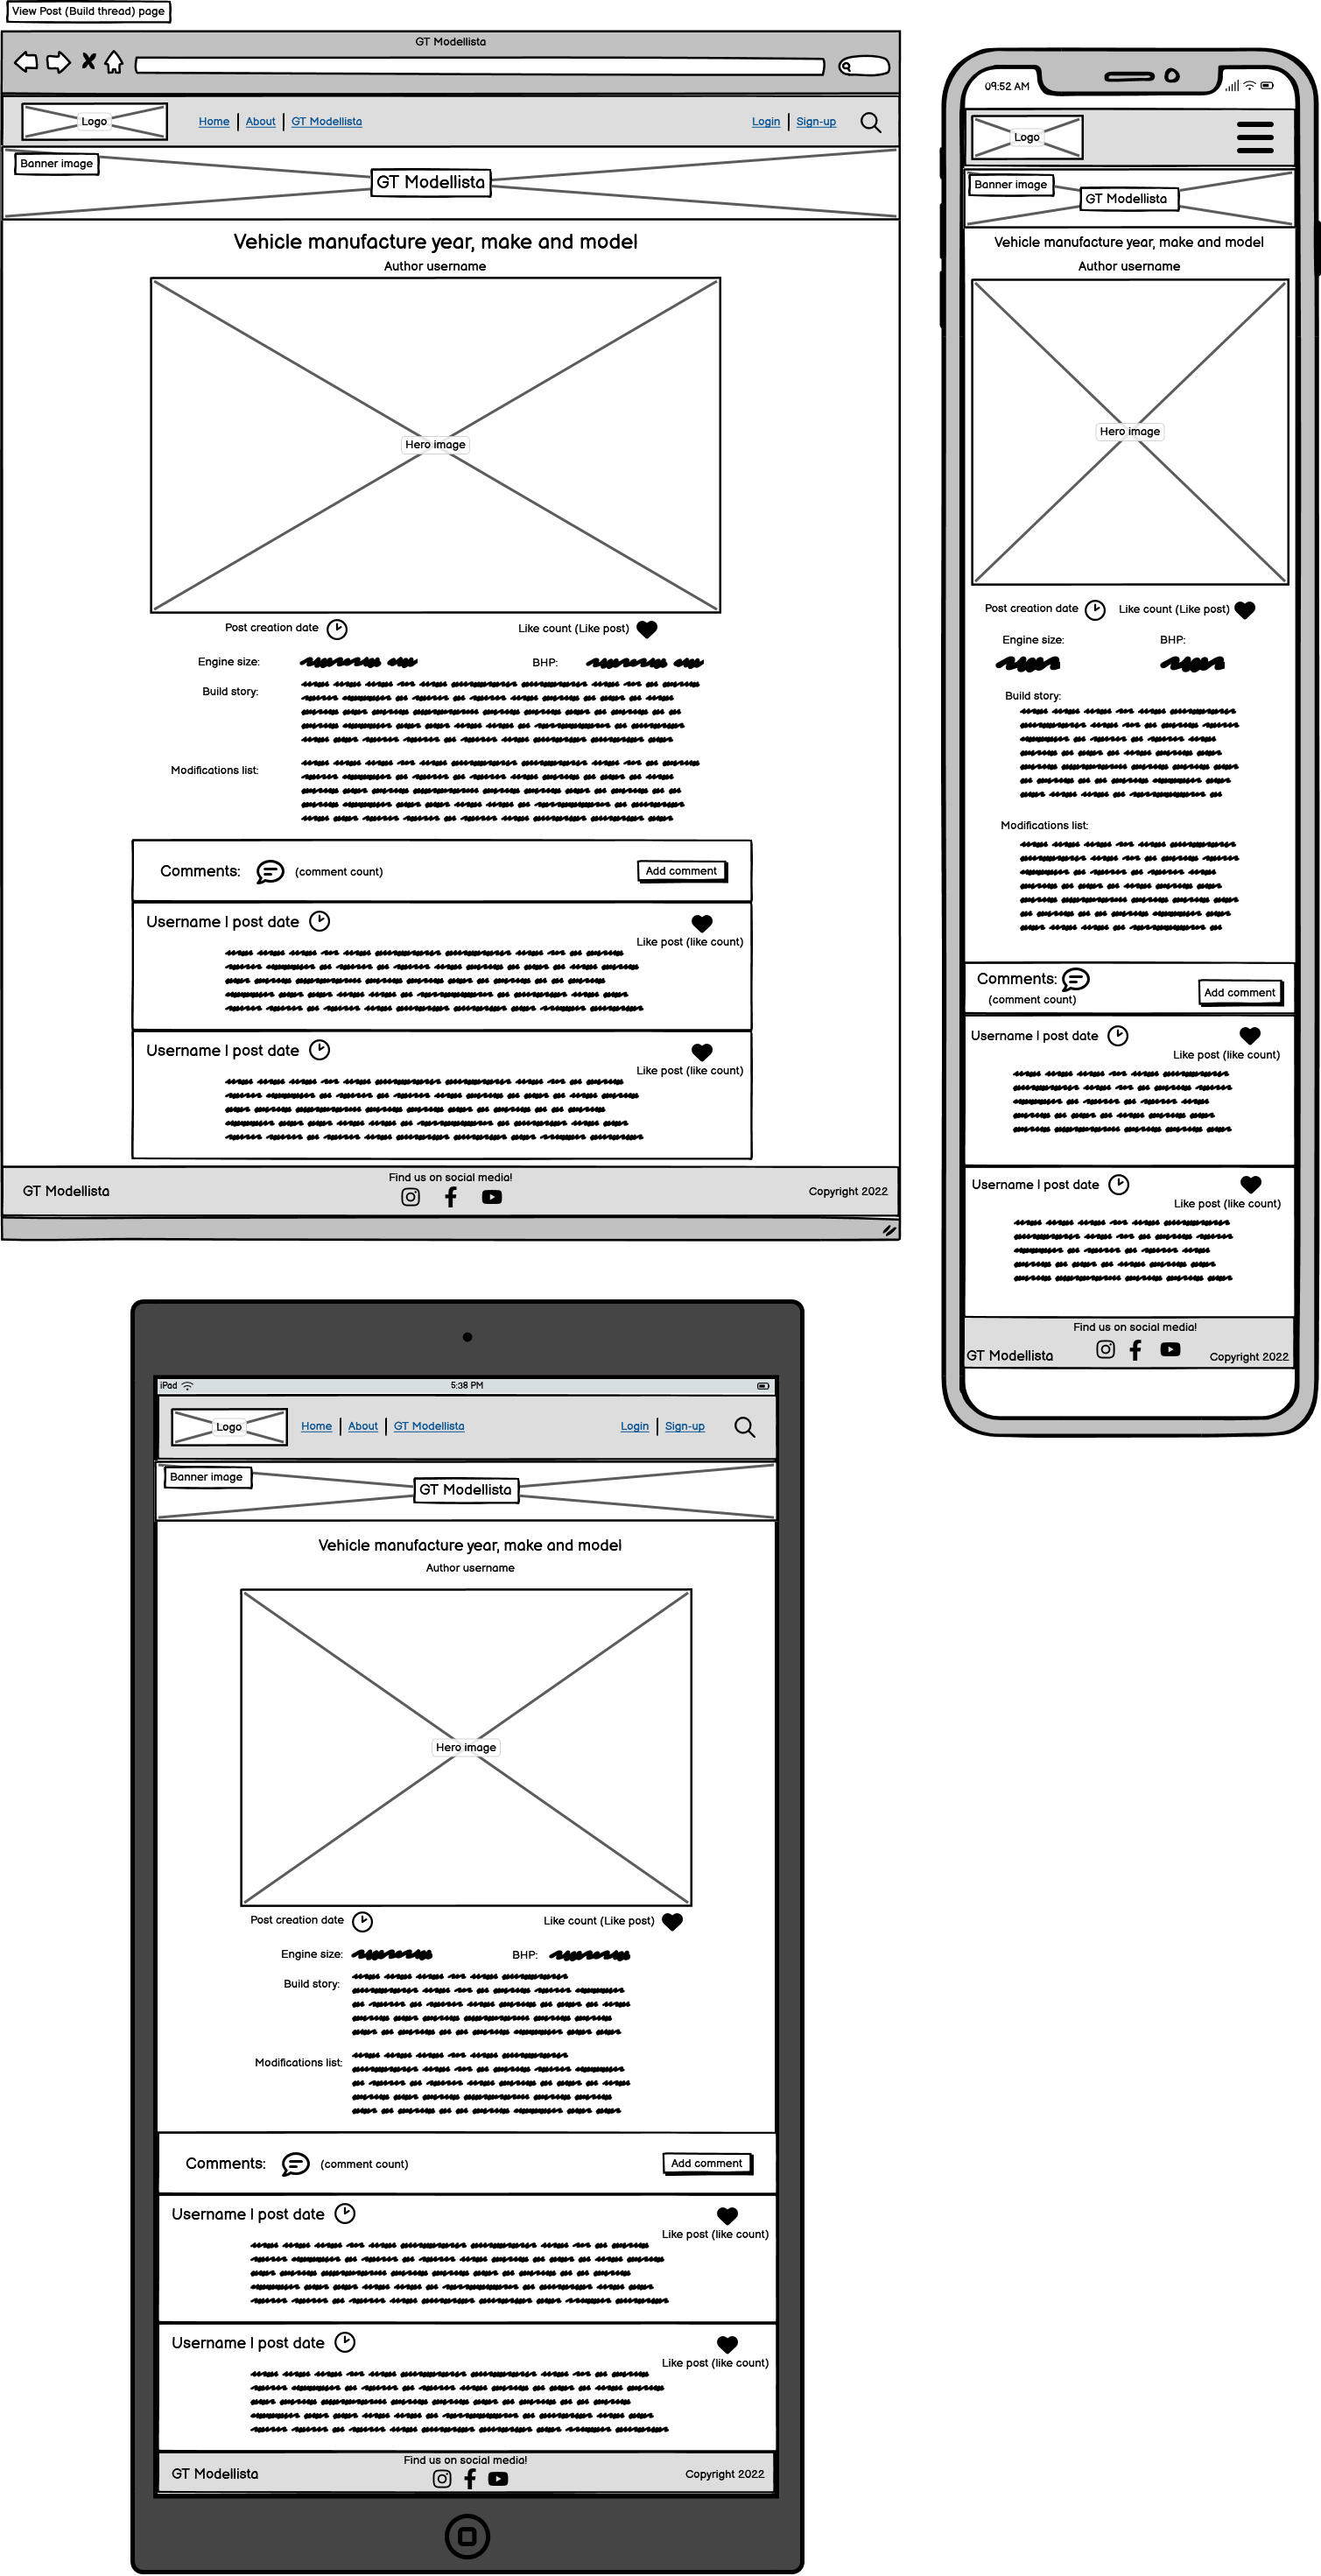 View Post (Build thread) page
GT Modellista
Logo
Home | About | GT Modellista
Login | Sign-up
Banner image
GT Modellista
Vehicle manufacture year, make and model
Author username
Hero image
Post creation date
Like count (Like post)
Engine size:
BHP:
Build story:
Modifications list:
Comments:
(comment count)
Add comment
Username | post date
Like post (like count)
Username | post date
Like post (like count)
Find us on social media!
GT Modellista
Copyright 2022
09:52 AM
Logo
Banner image
GT Modellista
Vehicle manufacture year, make and model
Author username
Hero image
Post creation date
Like count (Like post)
Engine size:
BHP:
Build story:
Modifications list:
Comments:
(comment count)
Add comment
Username | post date
Like post (like count)
Username | post date
Like post (like count)
Find us on social media!
GT Modellista
Copyright 2022
iPad
5:38 PM
Logo
Home | About | GT Modellista
Login | Sign-up
Banner image
GT Modellista
Vehicle manufacture year, make and model
Author username
Hero image
Post creation date
Like count (Like post)
Engine size:
BHP:
Build story:
Modifications list:
Comments:
(comment count)
Add comment
Username | post date
Like post (like count)
Username | post date
Like post (like count)
Find us on social media!
GT Modellista
Copyright 2022